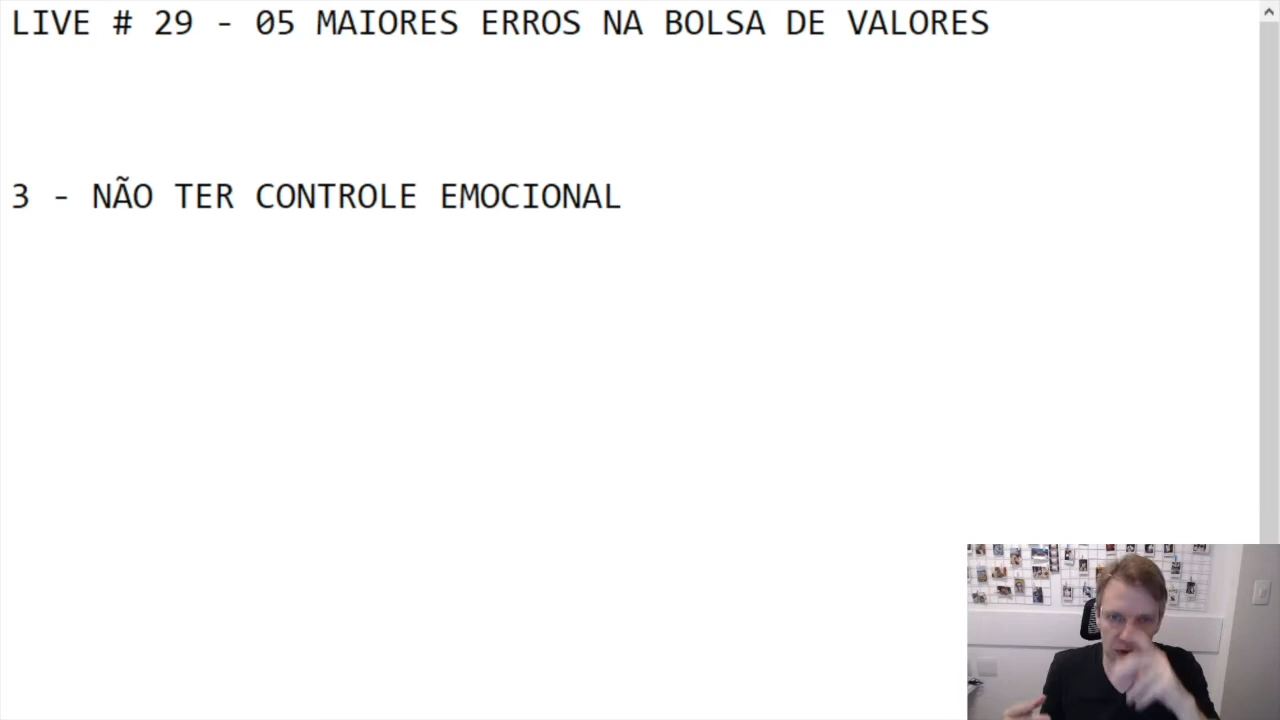 LIVE # 29 - 05 MAIORES ERROS NA BOLSA DE VALORES
3 - NÃO TER CONTROLE EMOCIONAL